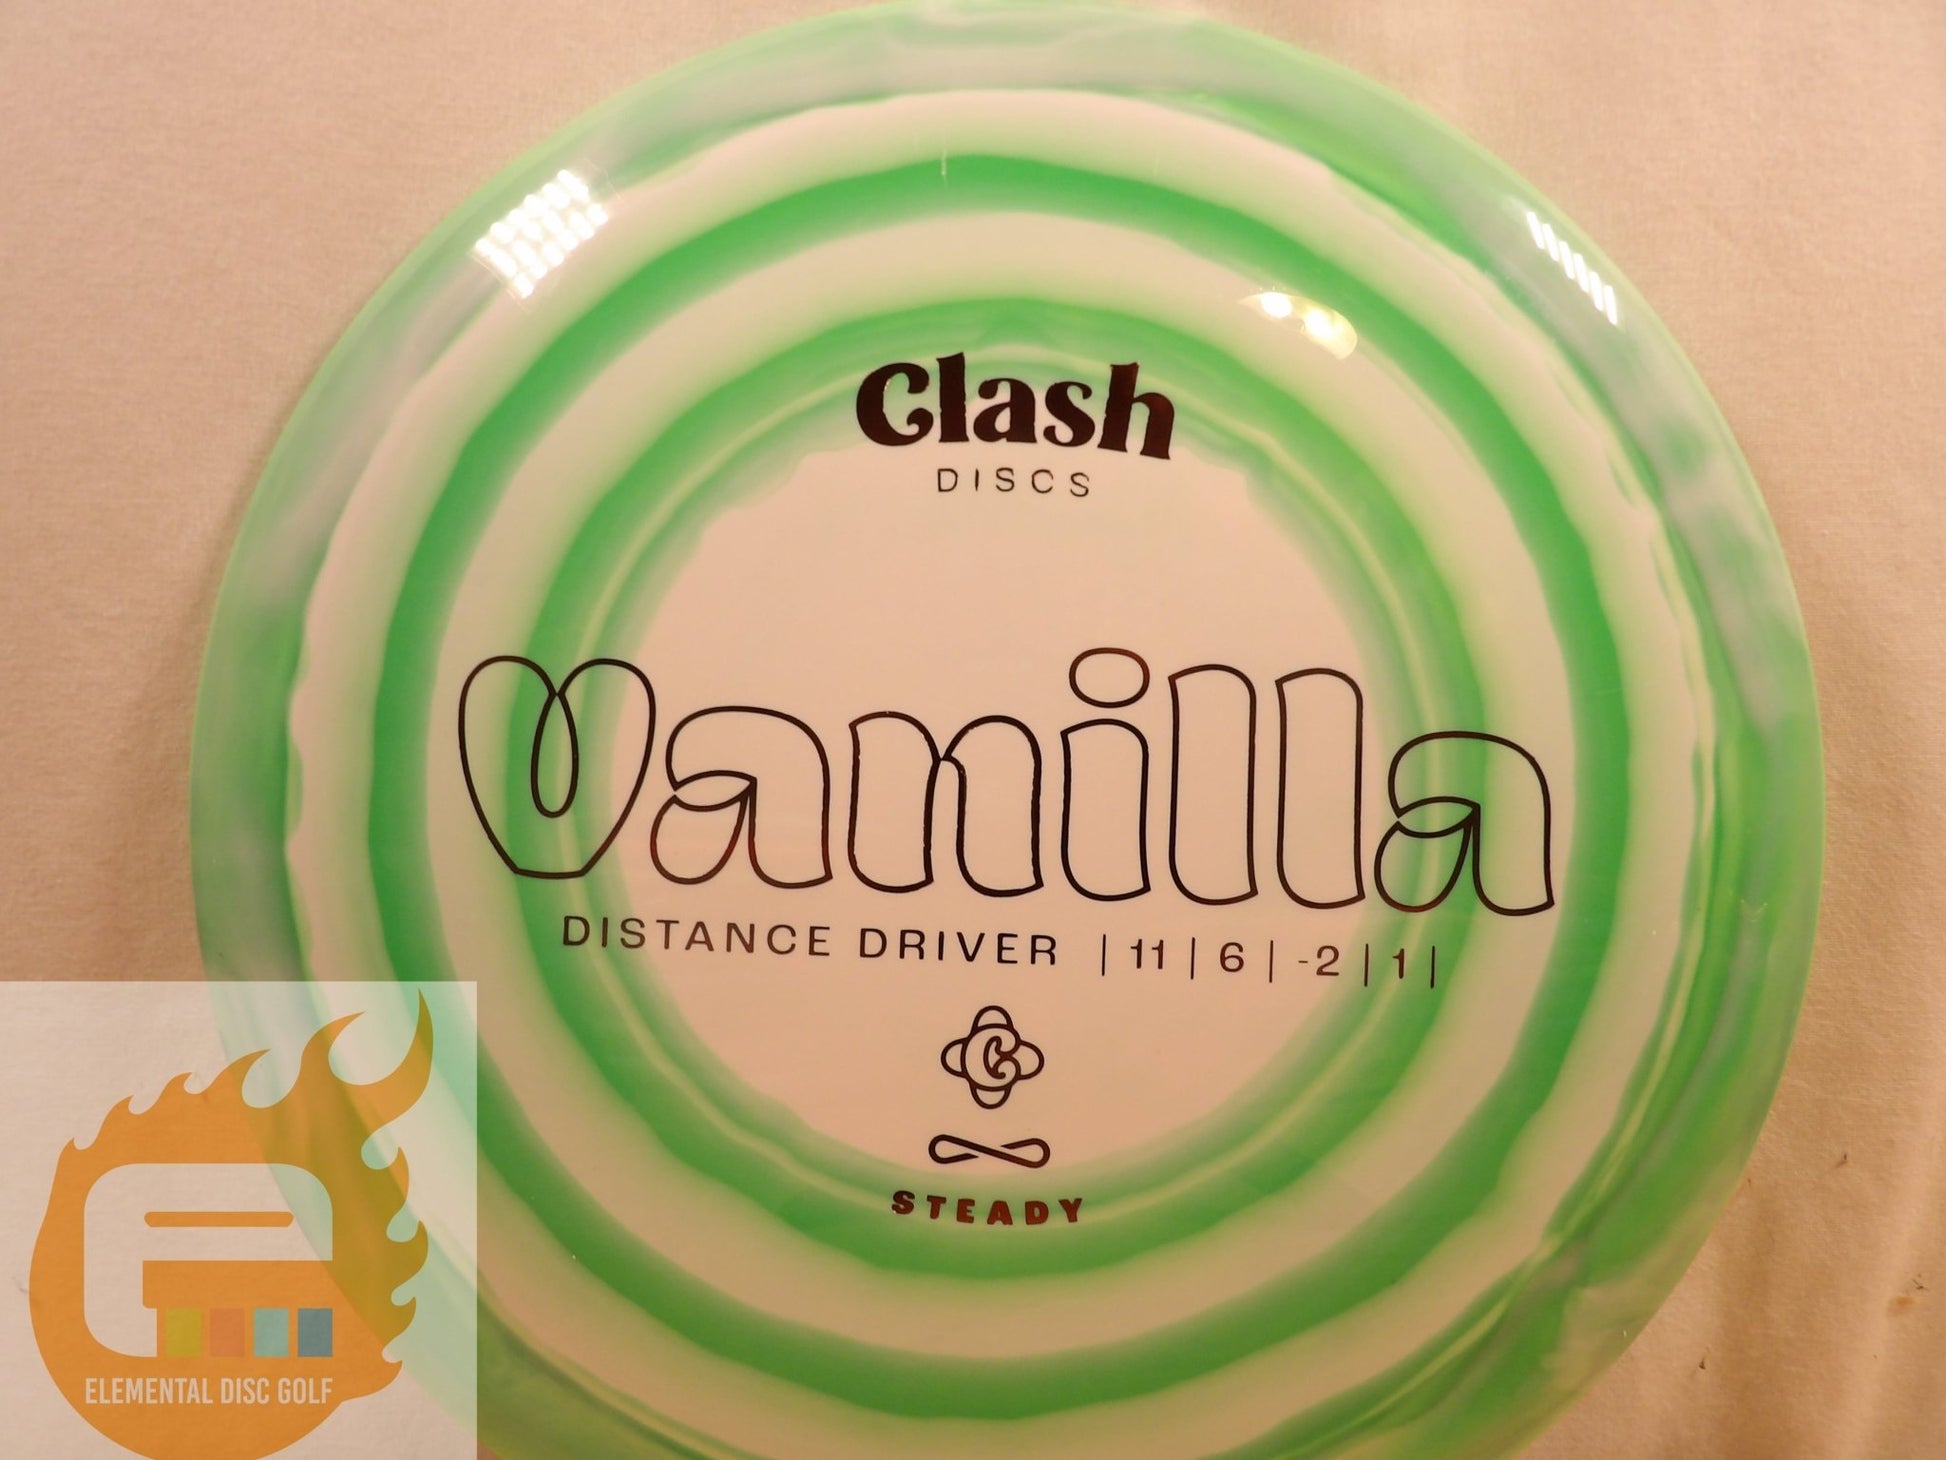 Clash
DISCS
Vanilla
DISTANCE DRIVER | 11 | 6 | -2 | 1 |
C
STEADY
ELEMENTAL DISC GOLF